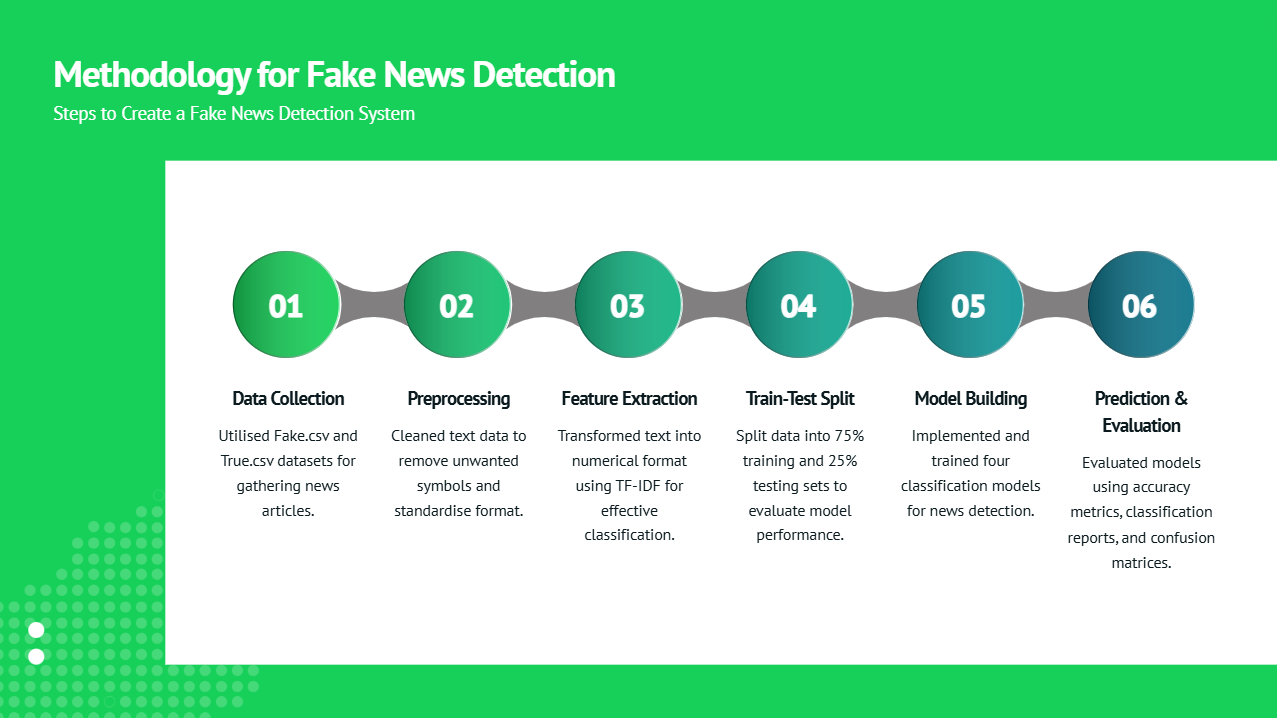 Methodology for Fake News Detection
Steps to Create a Fake News Detection System
01
02
03
04
05
06
Data Collection
Utilised Fake.csv and
True.csv datasets for
gathering news
articles.
Preprocessing
Cleaned text data to
remove unwanted
symbols and
standardise format.
Feature Extraction
Transformed text into
numerical format
using TF-IDF for
effective
classification.
Train-Test Split
Split data into 75%
training and 25%
testing sets to
evaluate model
performance.
Model Building
Implemented and
trained four
classification models
for news detection.
Prediction &
Evaluation
Evaluated models
using accuracy
metrics, classification
reports, and confusion
matrices.